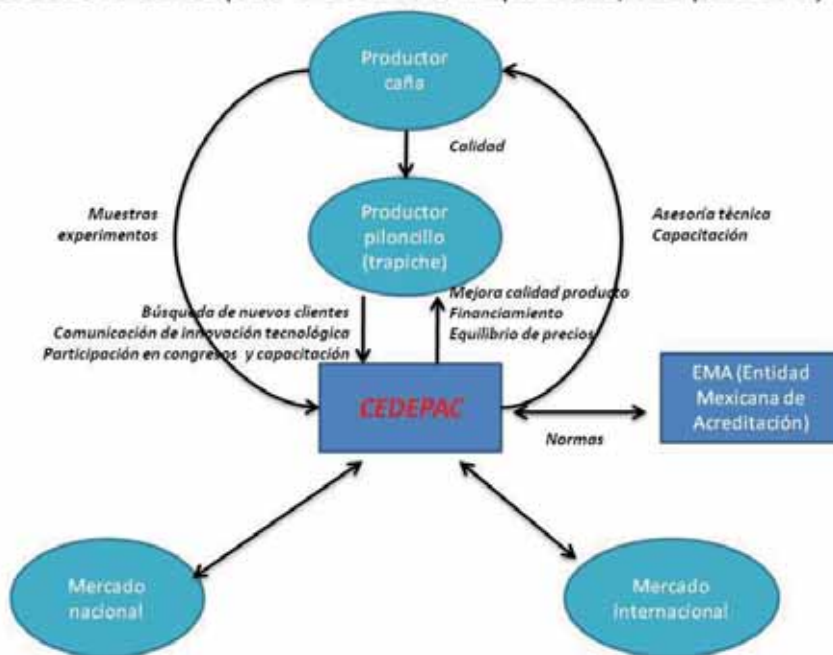 Productor
caña
Calidad
Muestras
experimentos
Productor
piloncillo
(trapiche)
Asesoría técnica
Capacitación
Búsqueda de nuevos clientes
Comunicación de innovación tecnológica
Participación en congresos y capacitación
Mejora calidad producto
Financiamiento
Equilibrio de precios
CEDEPAC
EMA (Entidad
Mexicana de
Acreditación)
Normas
Mercado
nacional
Mercado
internacional